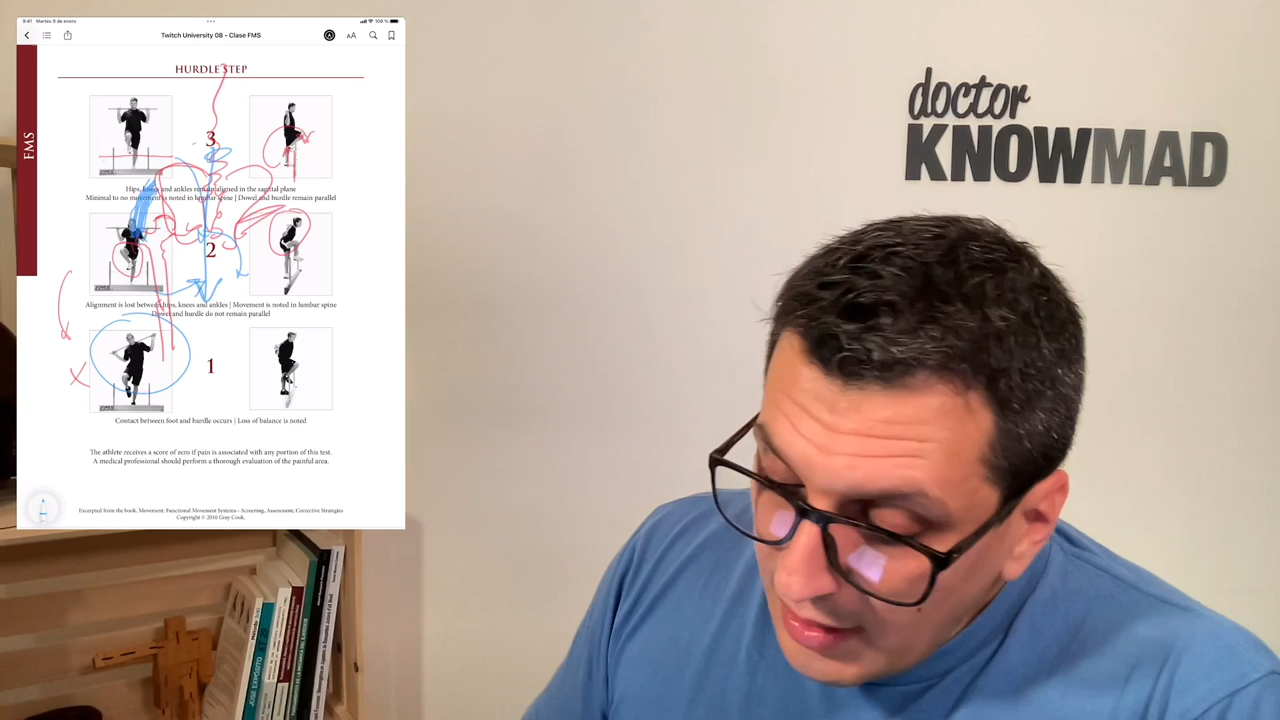 9:41 Martes 9 de enero
100 %
Twitch University 08 - Clase FMS
AA
FMS
HURDLE STEP
3
Hips, knees and ankles remain aligned in the sagittal plane
Minimal to no movement is noted in lumbar spine | Dowel and hurdle remain parallel
2
Alignment is lost between hips, knees and ankles | Movement is noted in lumbar spine
Dowel and hurdle do not remain parallel
1
Contact between foot and hurdle occurs | Loss of balance is noted
The athlete receives a score of zero if pain is associated with any portion of this test.
A medical professional should perform a thorough evaluation of the painful area.
Excerpted from the book, Movement: Functional Movement Systems—Screening, Assessment, Corrective Strategies
Copyright © 2010 Gray Cook.
doctor
KNOWMAD
JOSE EXPÓSITO